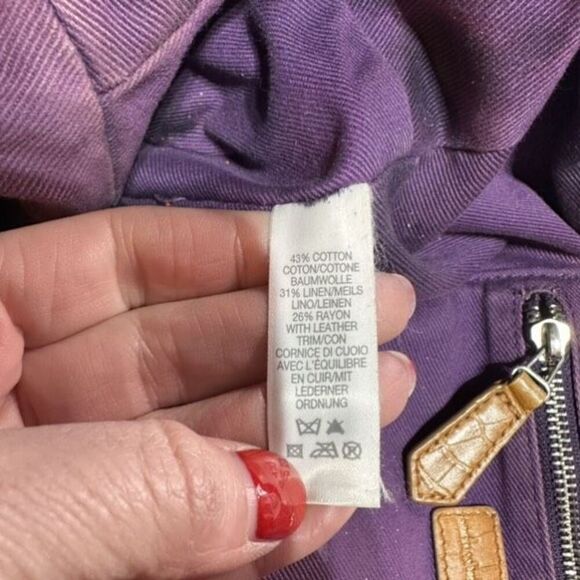 43% COTTON
COTON/COTONE
BAUMWOLLE
31% LINEN/MEILS
LINO/LEINEN
26% RAYON
WITH LEATHER
TRIM/CON
CORNICE DI CUOIO
AVEC L'ÉQUILIBRE
EN CUIR/MIT
LEDERNER
ORDNUNG